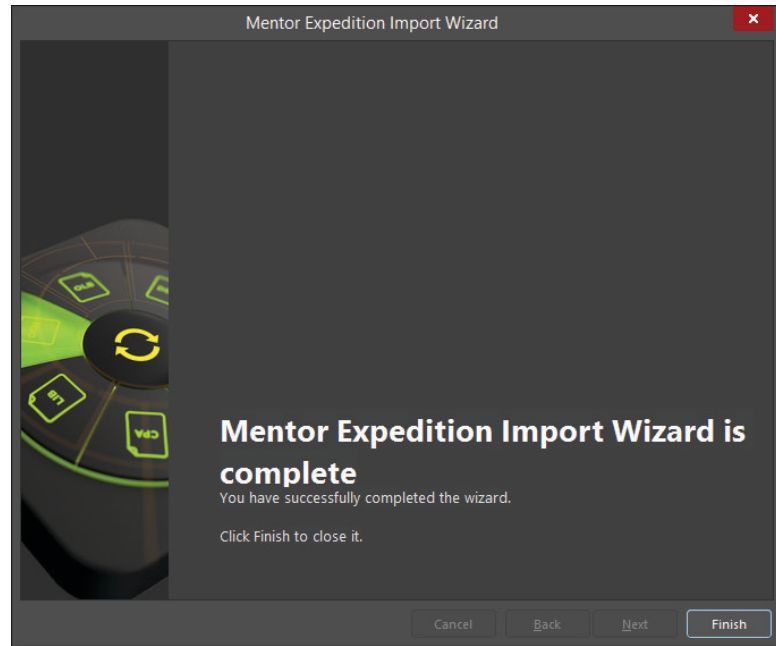 Mentor Expedition Import Wizard
OLB
LIB
CPA
Mentor Expedition Import Wizard is
complete
You have successfully completed the wizard.
Click Finish to close it.
Cancel Back Next Finish